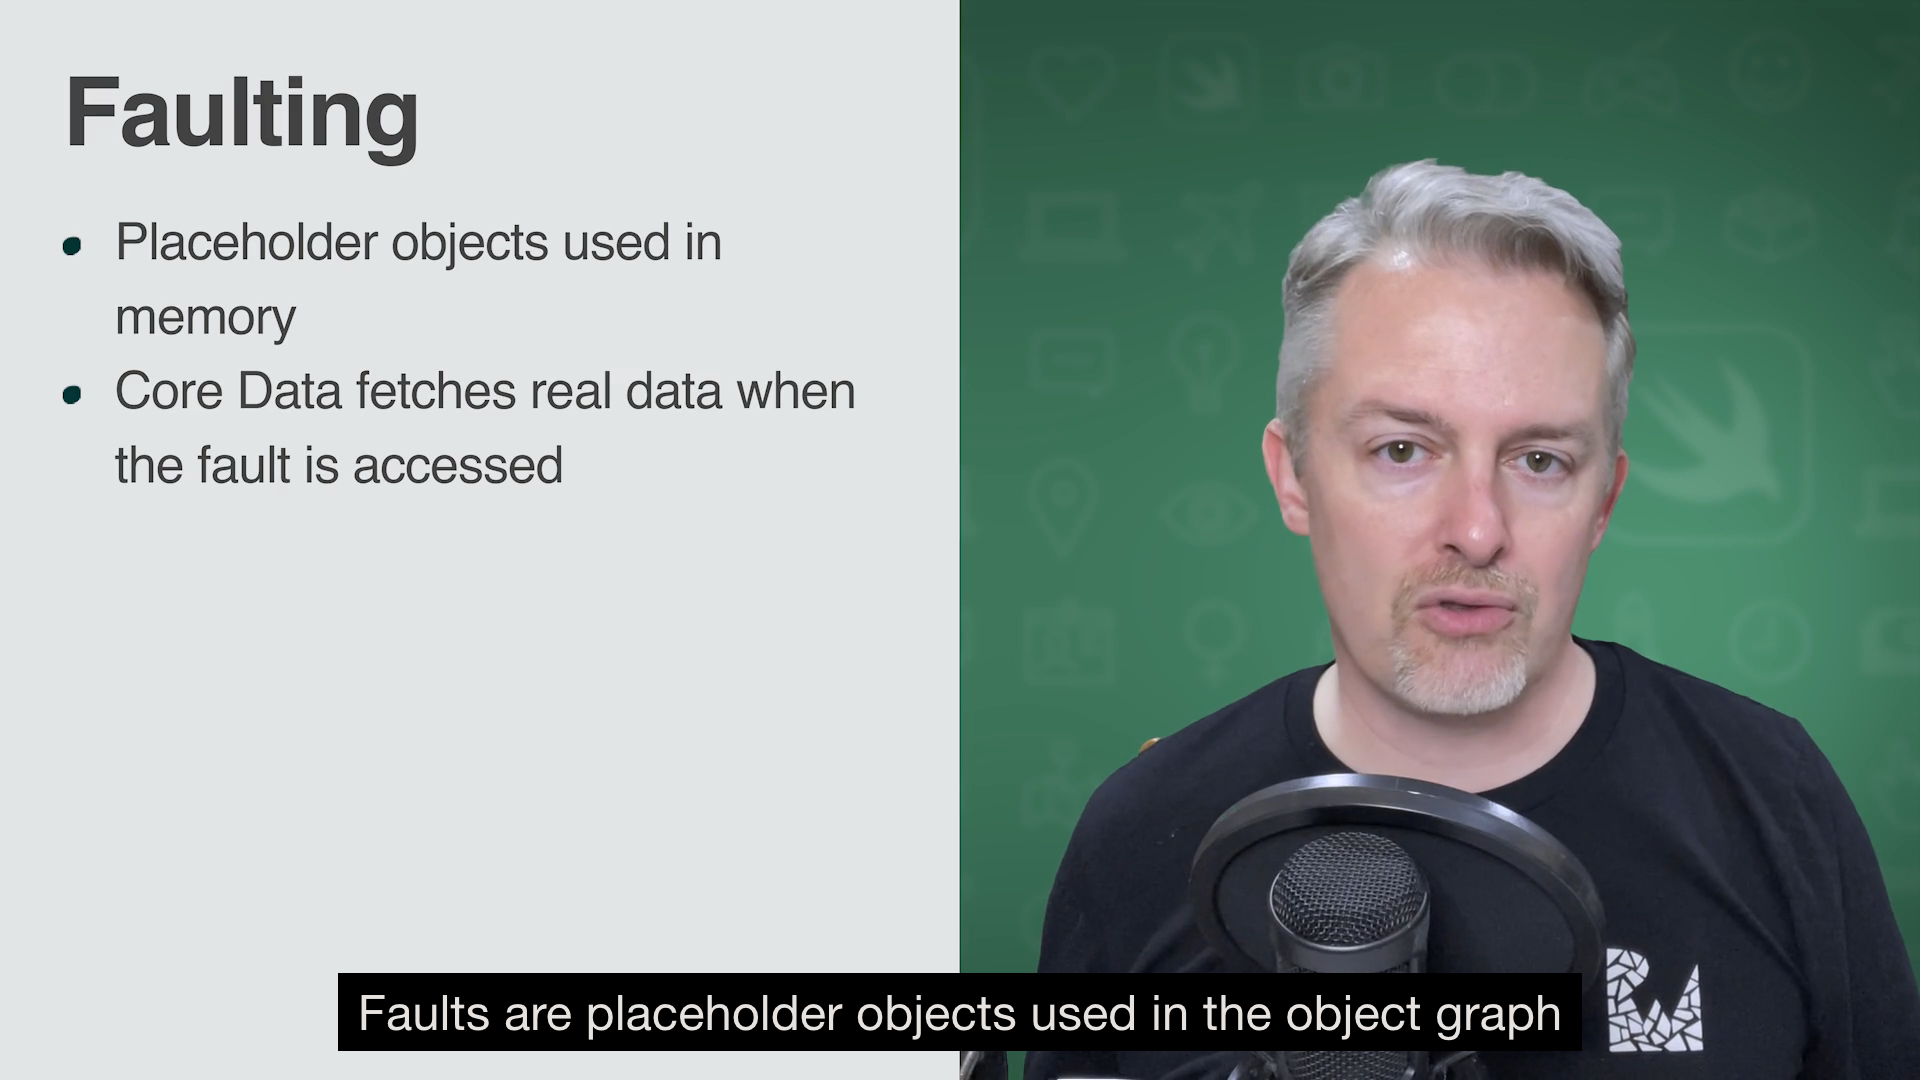 Faulting
• Placeholder objects used in
memory
• Core Data fetches real data when
the fault is accessed
Faults are placeholder objects used in the object graph
RW